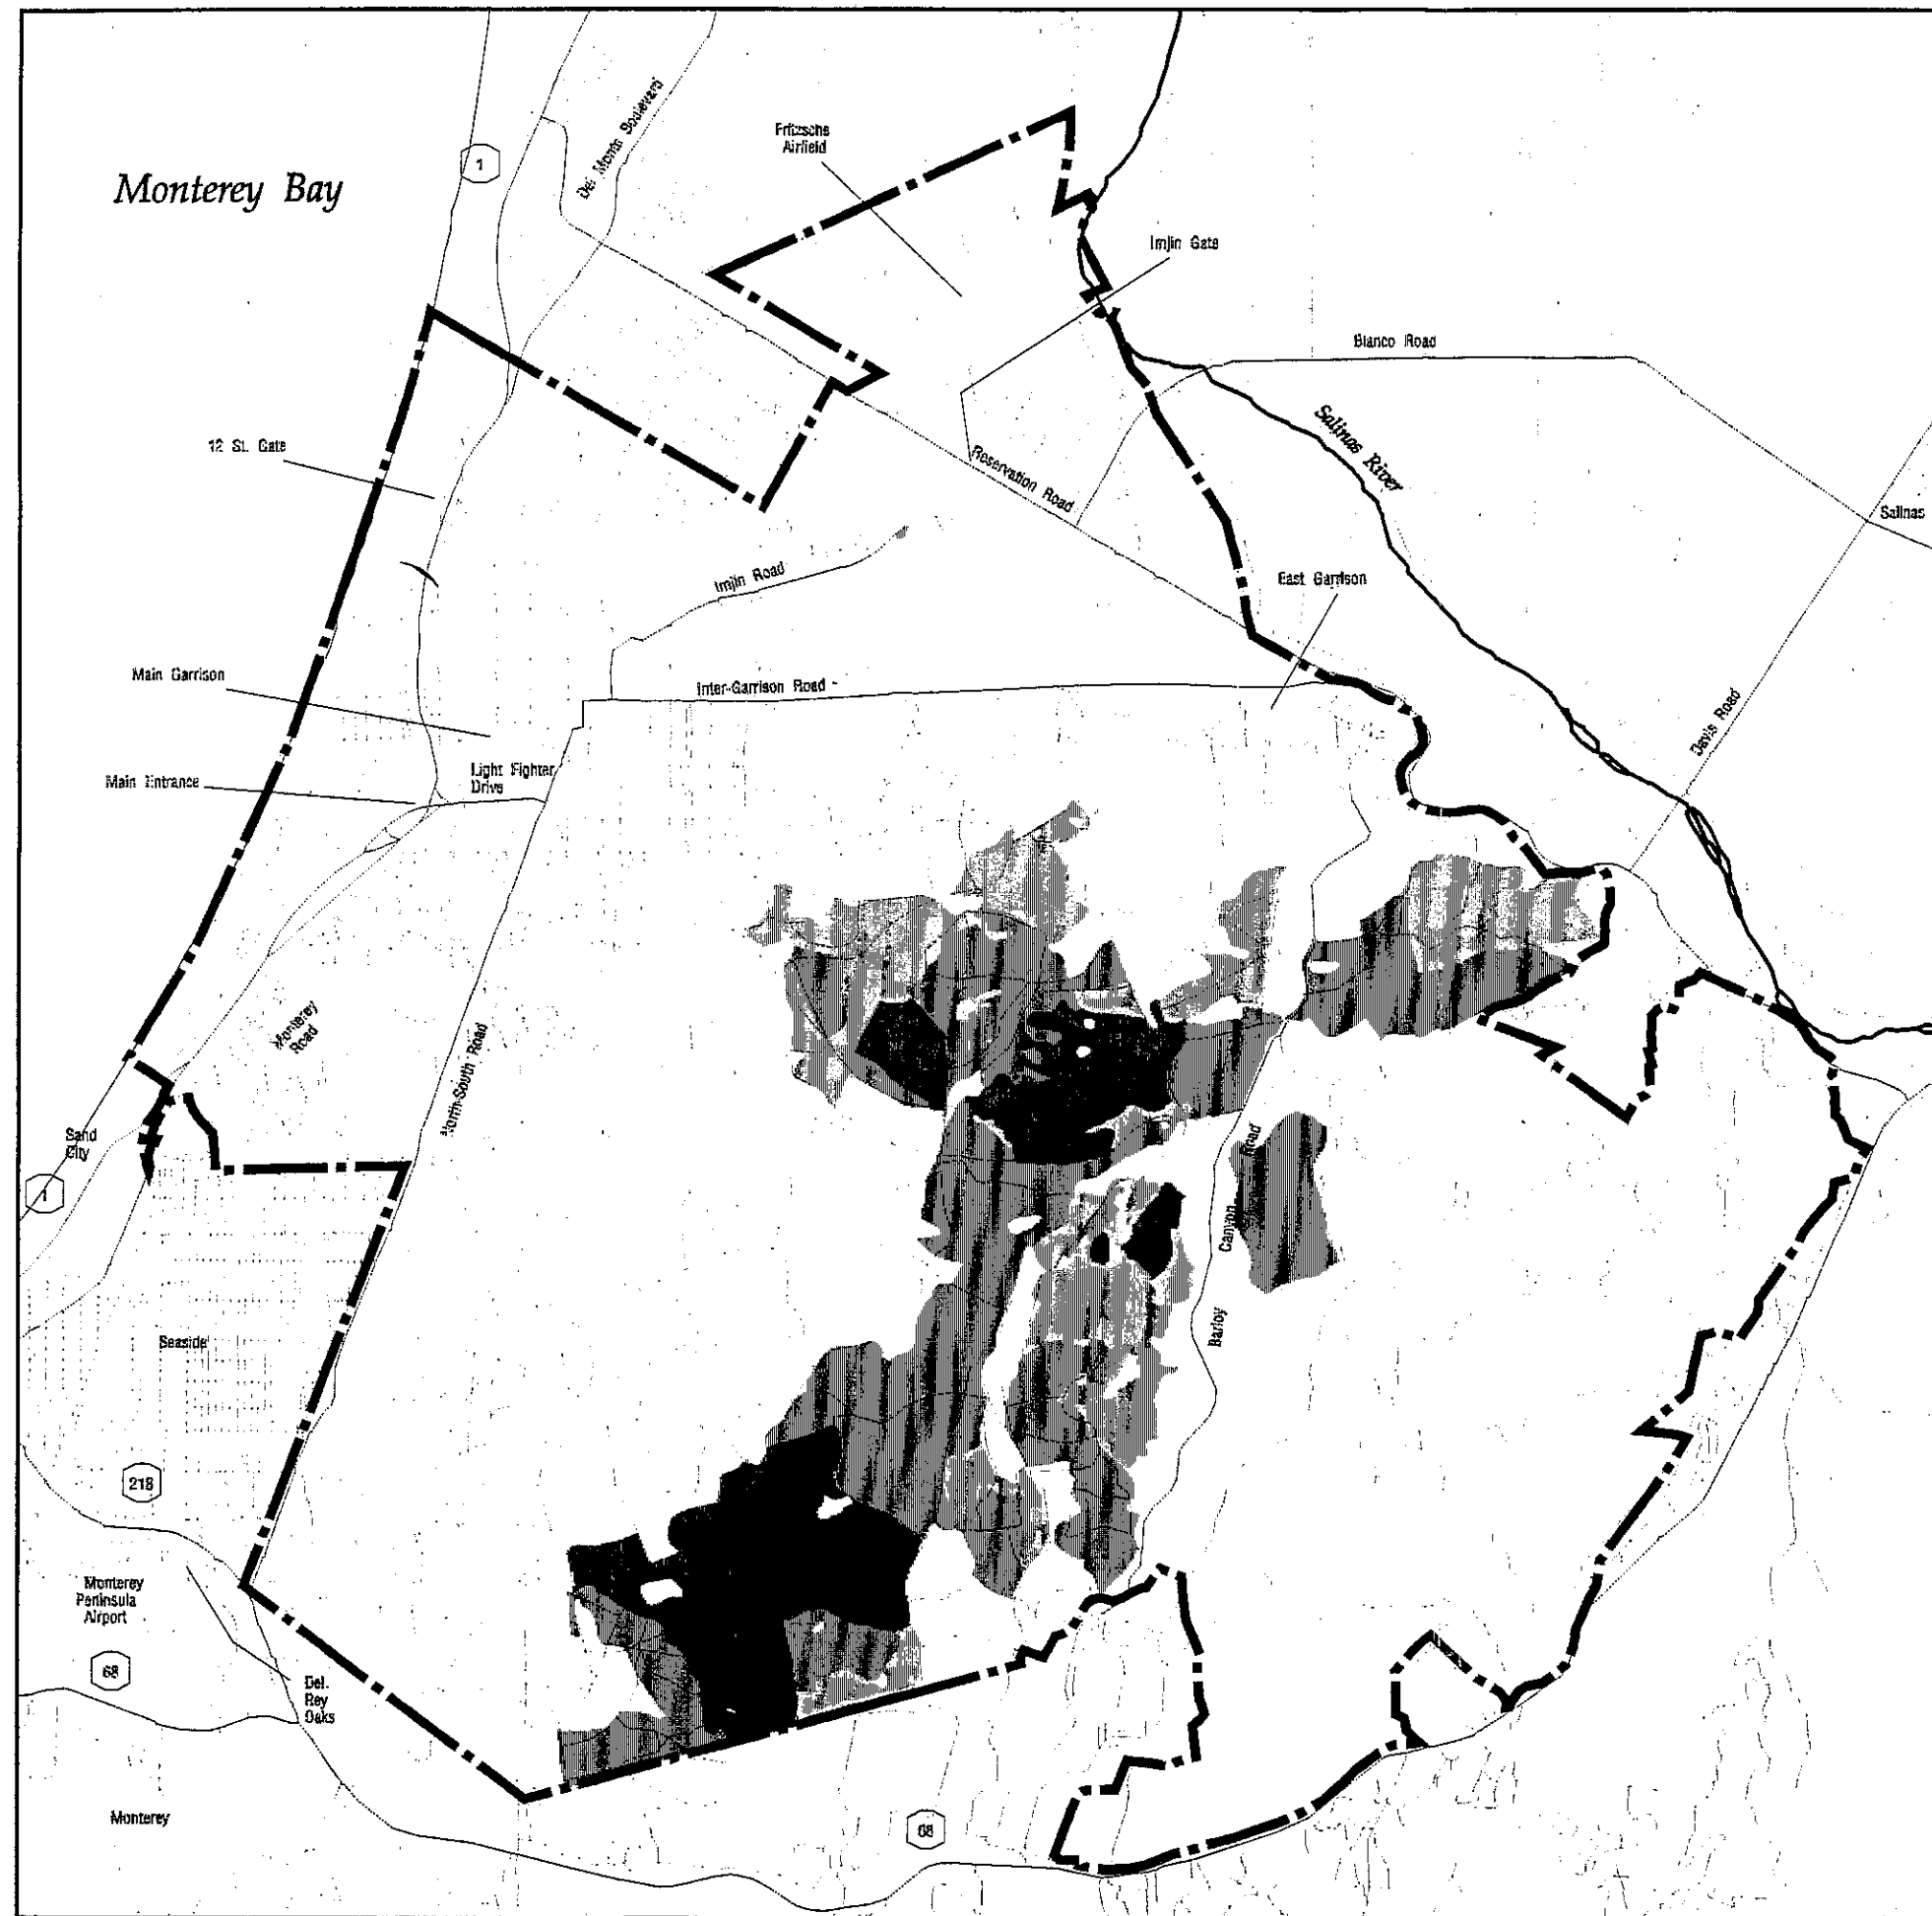 Monterey Bay
1
Del Monte Boulevard
Fritzsche
Airfield
Imjin Gate
Blanco Road
Salinas River
12 St. Gate
Reservation Road
Salinas
Imjin Road
East Garrison
Main Garrison
Inter-Garrison Road
Davis Road
Main Entrance
Light Fighter
Drive
Monterey
Road
North-South Road
Sand
City
1
Barloy
Canyon
Road
Seaside
218
Monterey
Peninsula
Airport
68
Del
Rey
Oaks
Monterey
68